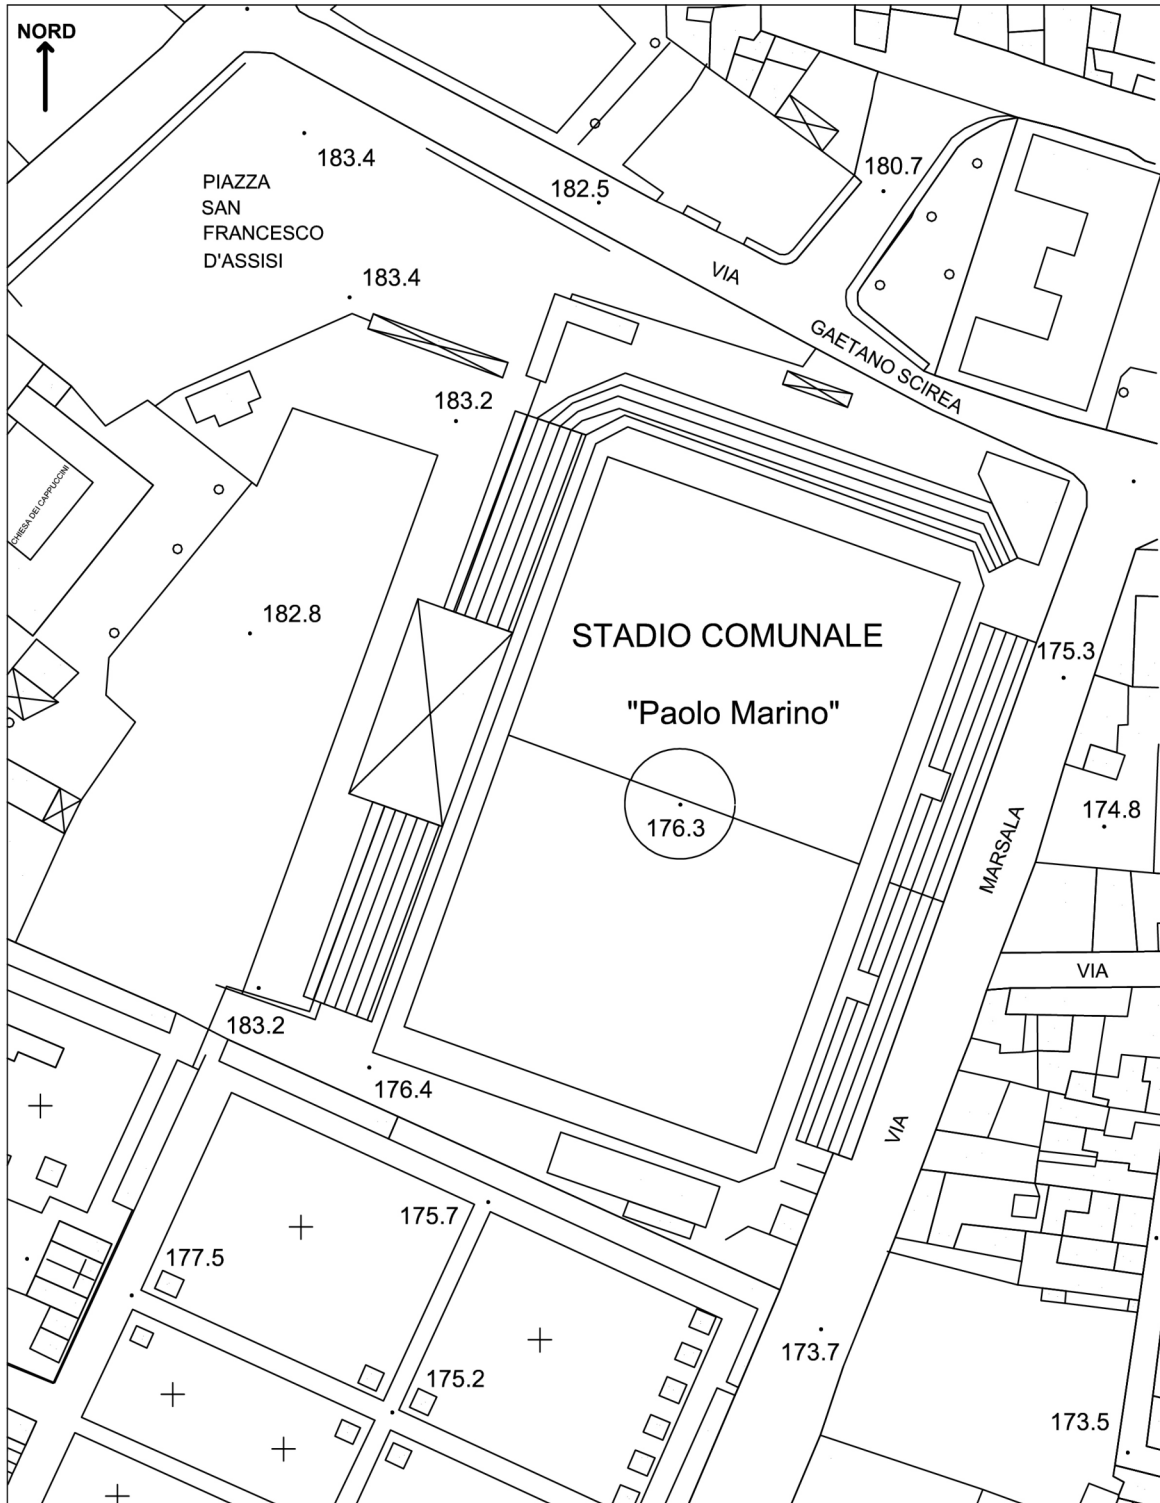 NORD
183.4
PIAZZA
SAN
FRANCESCO
D'ASSISI
182.5
180.7
183.4
VIA
GAETANO SCIREA
183.2
CHIESA DEI CAPPUCCINI
182.8
STADIO COMUNALE
"Paolo Marino"
175.3
176.3
174.8
MARSALA
VIA
183.2
176.4
VIA
175.7
177.5
175.2
173.7
173.5